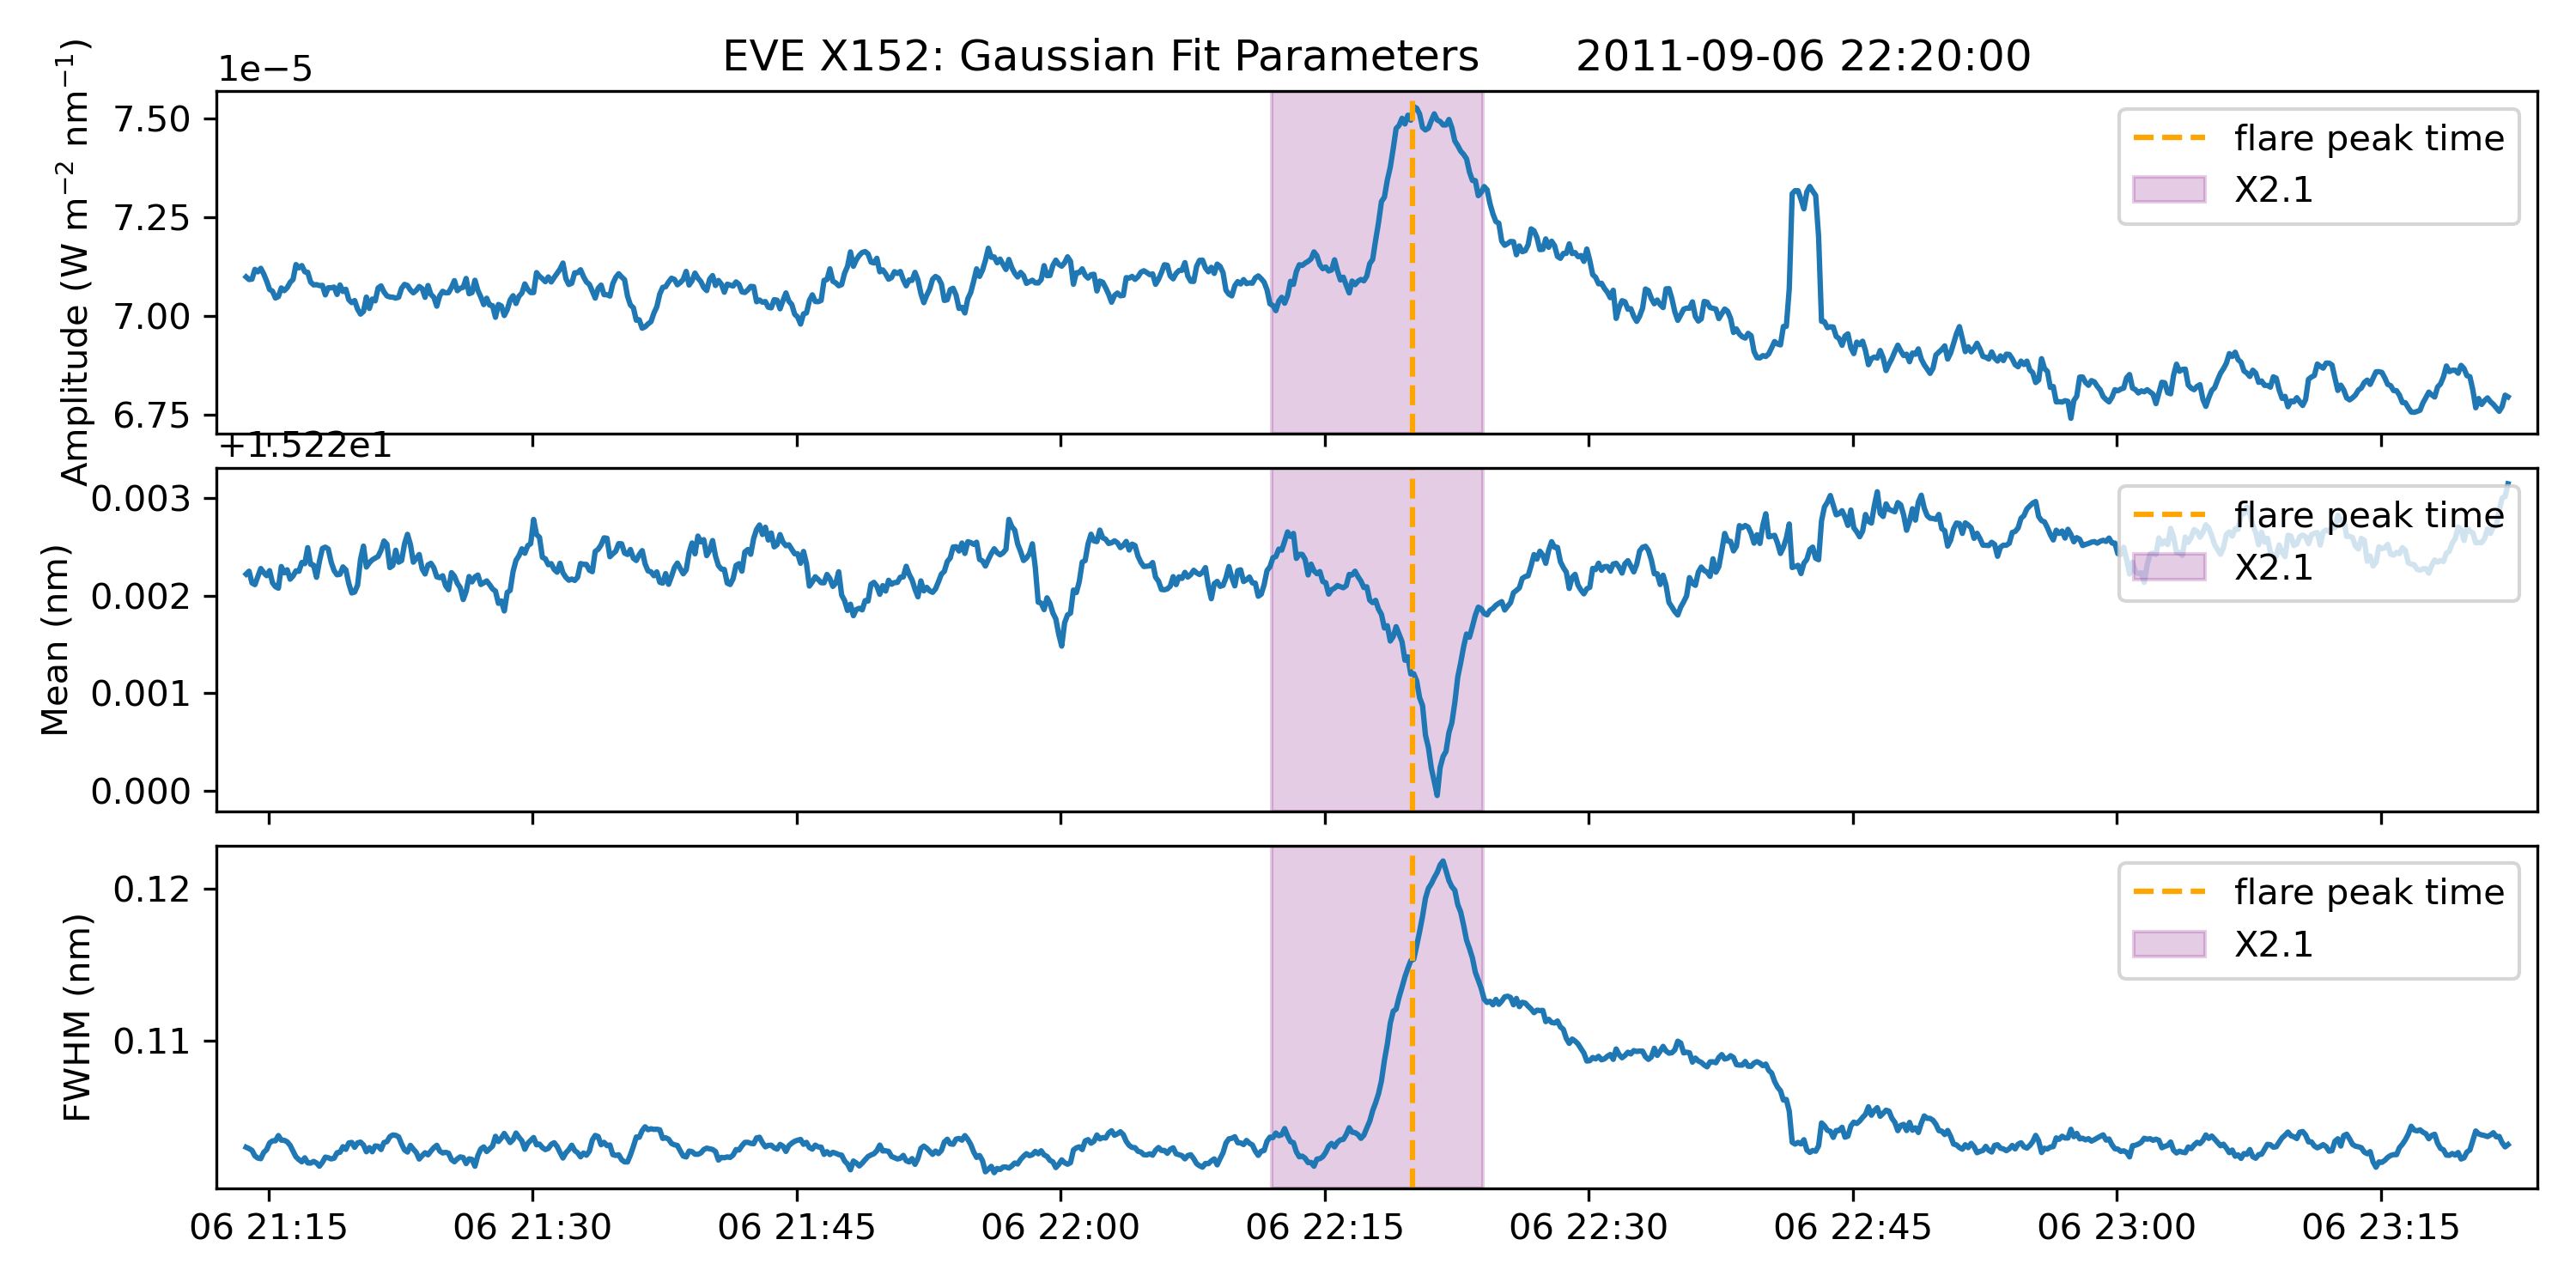 EVE X152: Gaussian Fit Parameters 2011-09-06 22:20:00
1e−5
Amplitude (W m⁻² nm⁻¹)
7.50
7.25
7.00
6.75
flare peak time
X2.1
+1.522e1
Mean (nm)
0.003
0.002
0.001
0.000
flare peak time
X2.1
FWHM (nm)
0.12
0.11
flare peak time
X2.1
06 21:15 06 21:30 06 21:45 06 22:00 06 22:15 06 22:30 06 22:45 06 23:00 06 23:15